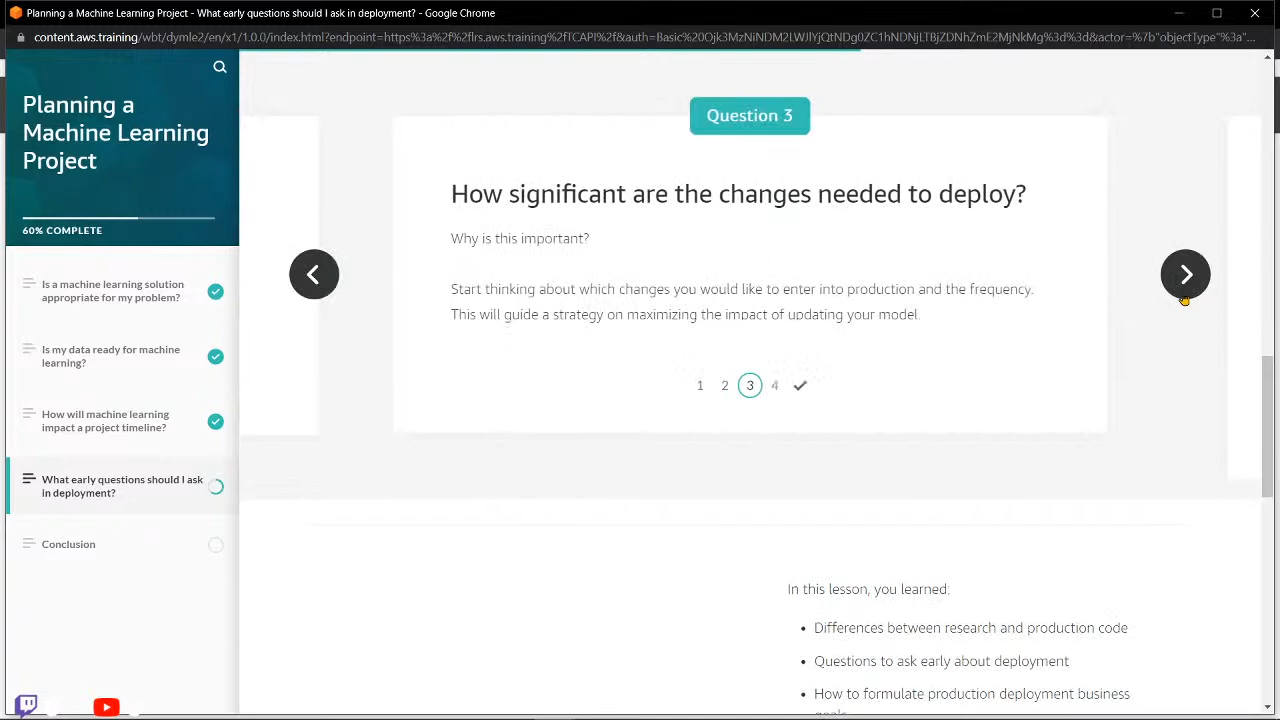 Planning a Machine Learning Project - What early questions should I ask in deployment? - Google Chrome
content.aws.training/wbt/dymle2/en/x1/1.0.0/index.html?endpoint=https%3a%2f%2flrs.aws.training%2fTCAPI%2f&auth=Basic%20Ojk3MzNiNDM2LWJlYjQtNDg0ZC1hNDNjLTBjZDNhZmE2MjNkMg%3d%3d&actor=%7b"objectType"%3a"...
Planning a
Machine Learning
Project
60% COMPLETE
Is a machine learning solution
appropriate for my problem?
Is my data ready for machine
learning?
How will machine learning
impact a project timeline?
What early questions should I ask
in deployment?
Conclusion
Question 3
How significant are the changes needed to deploy?
Why is this important?
Start thinking about which changes you would like to enter into production and the frequency.
This will guide a strategy on maximizing the impact of updating your model.
1 2 3 4
In this lesson, you learned:
• Differences between research and production code
• Questions to ask early about deployment
• How to formulate production deployment business
goals